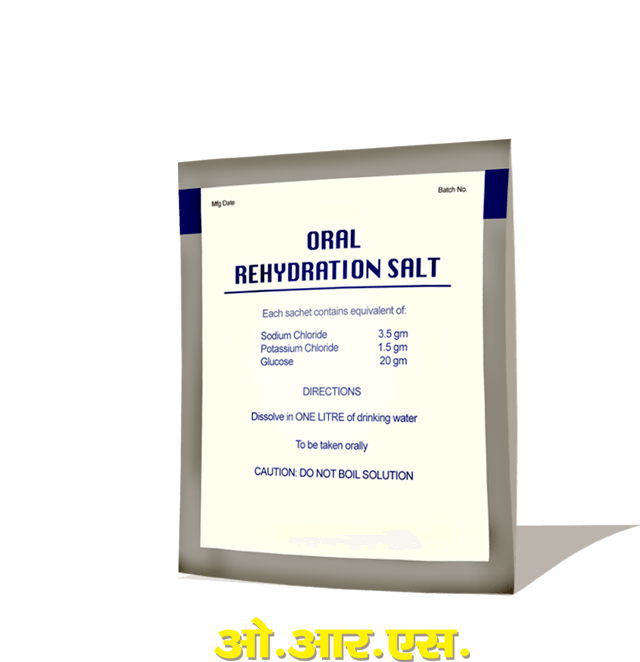 Mfg Date Batch No.
ORAL
REHYDRATION SALT
Each sachet contains equivalent of:
Sodium Chloride 3.5 gm
Potassium Chloride 1.5 gm
Glucose 20 gm
DIRECTIONS
Dissolve in ONE LITRE of drinking water
To be taken orally
CAUTION: DO NOT BOIL SOLUTION
ओ.आर.एस.